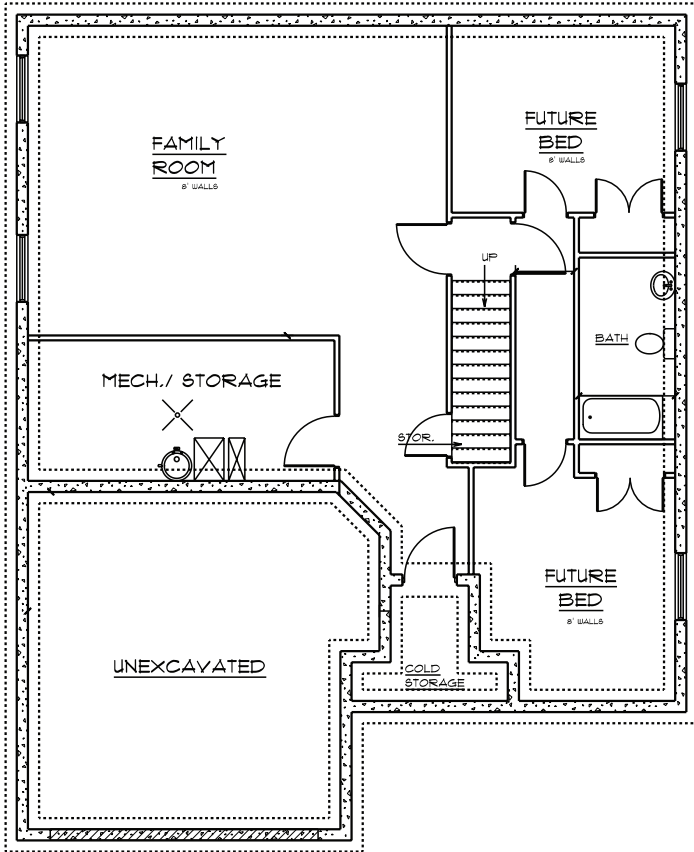 FUTURE
BED
8' WALLS
FAMILY
ROOM
8' WALLS
UP
BATH
MECH./ STORAGE
STOR.
FUTURE
BED
8' WALLS
UNEXCAVATED
COLD
STORAGE